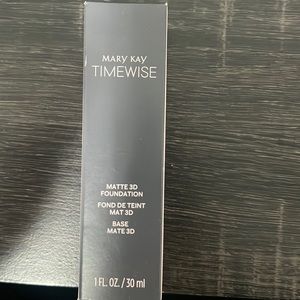 MARY KAY
TIMEWISE
MATTE 3D
FOUNDATION
FOND DE TEINT
MAT 3D
BASE
MATE 3D
1 FL. OZ. / 30 ml